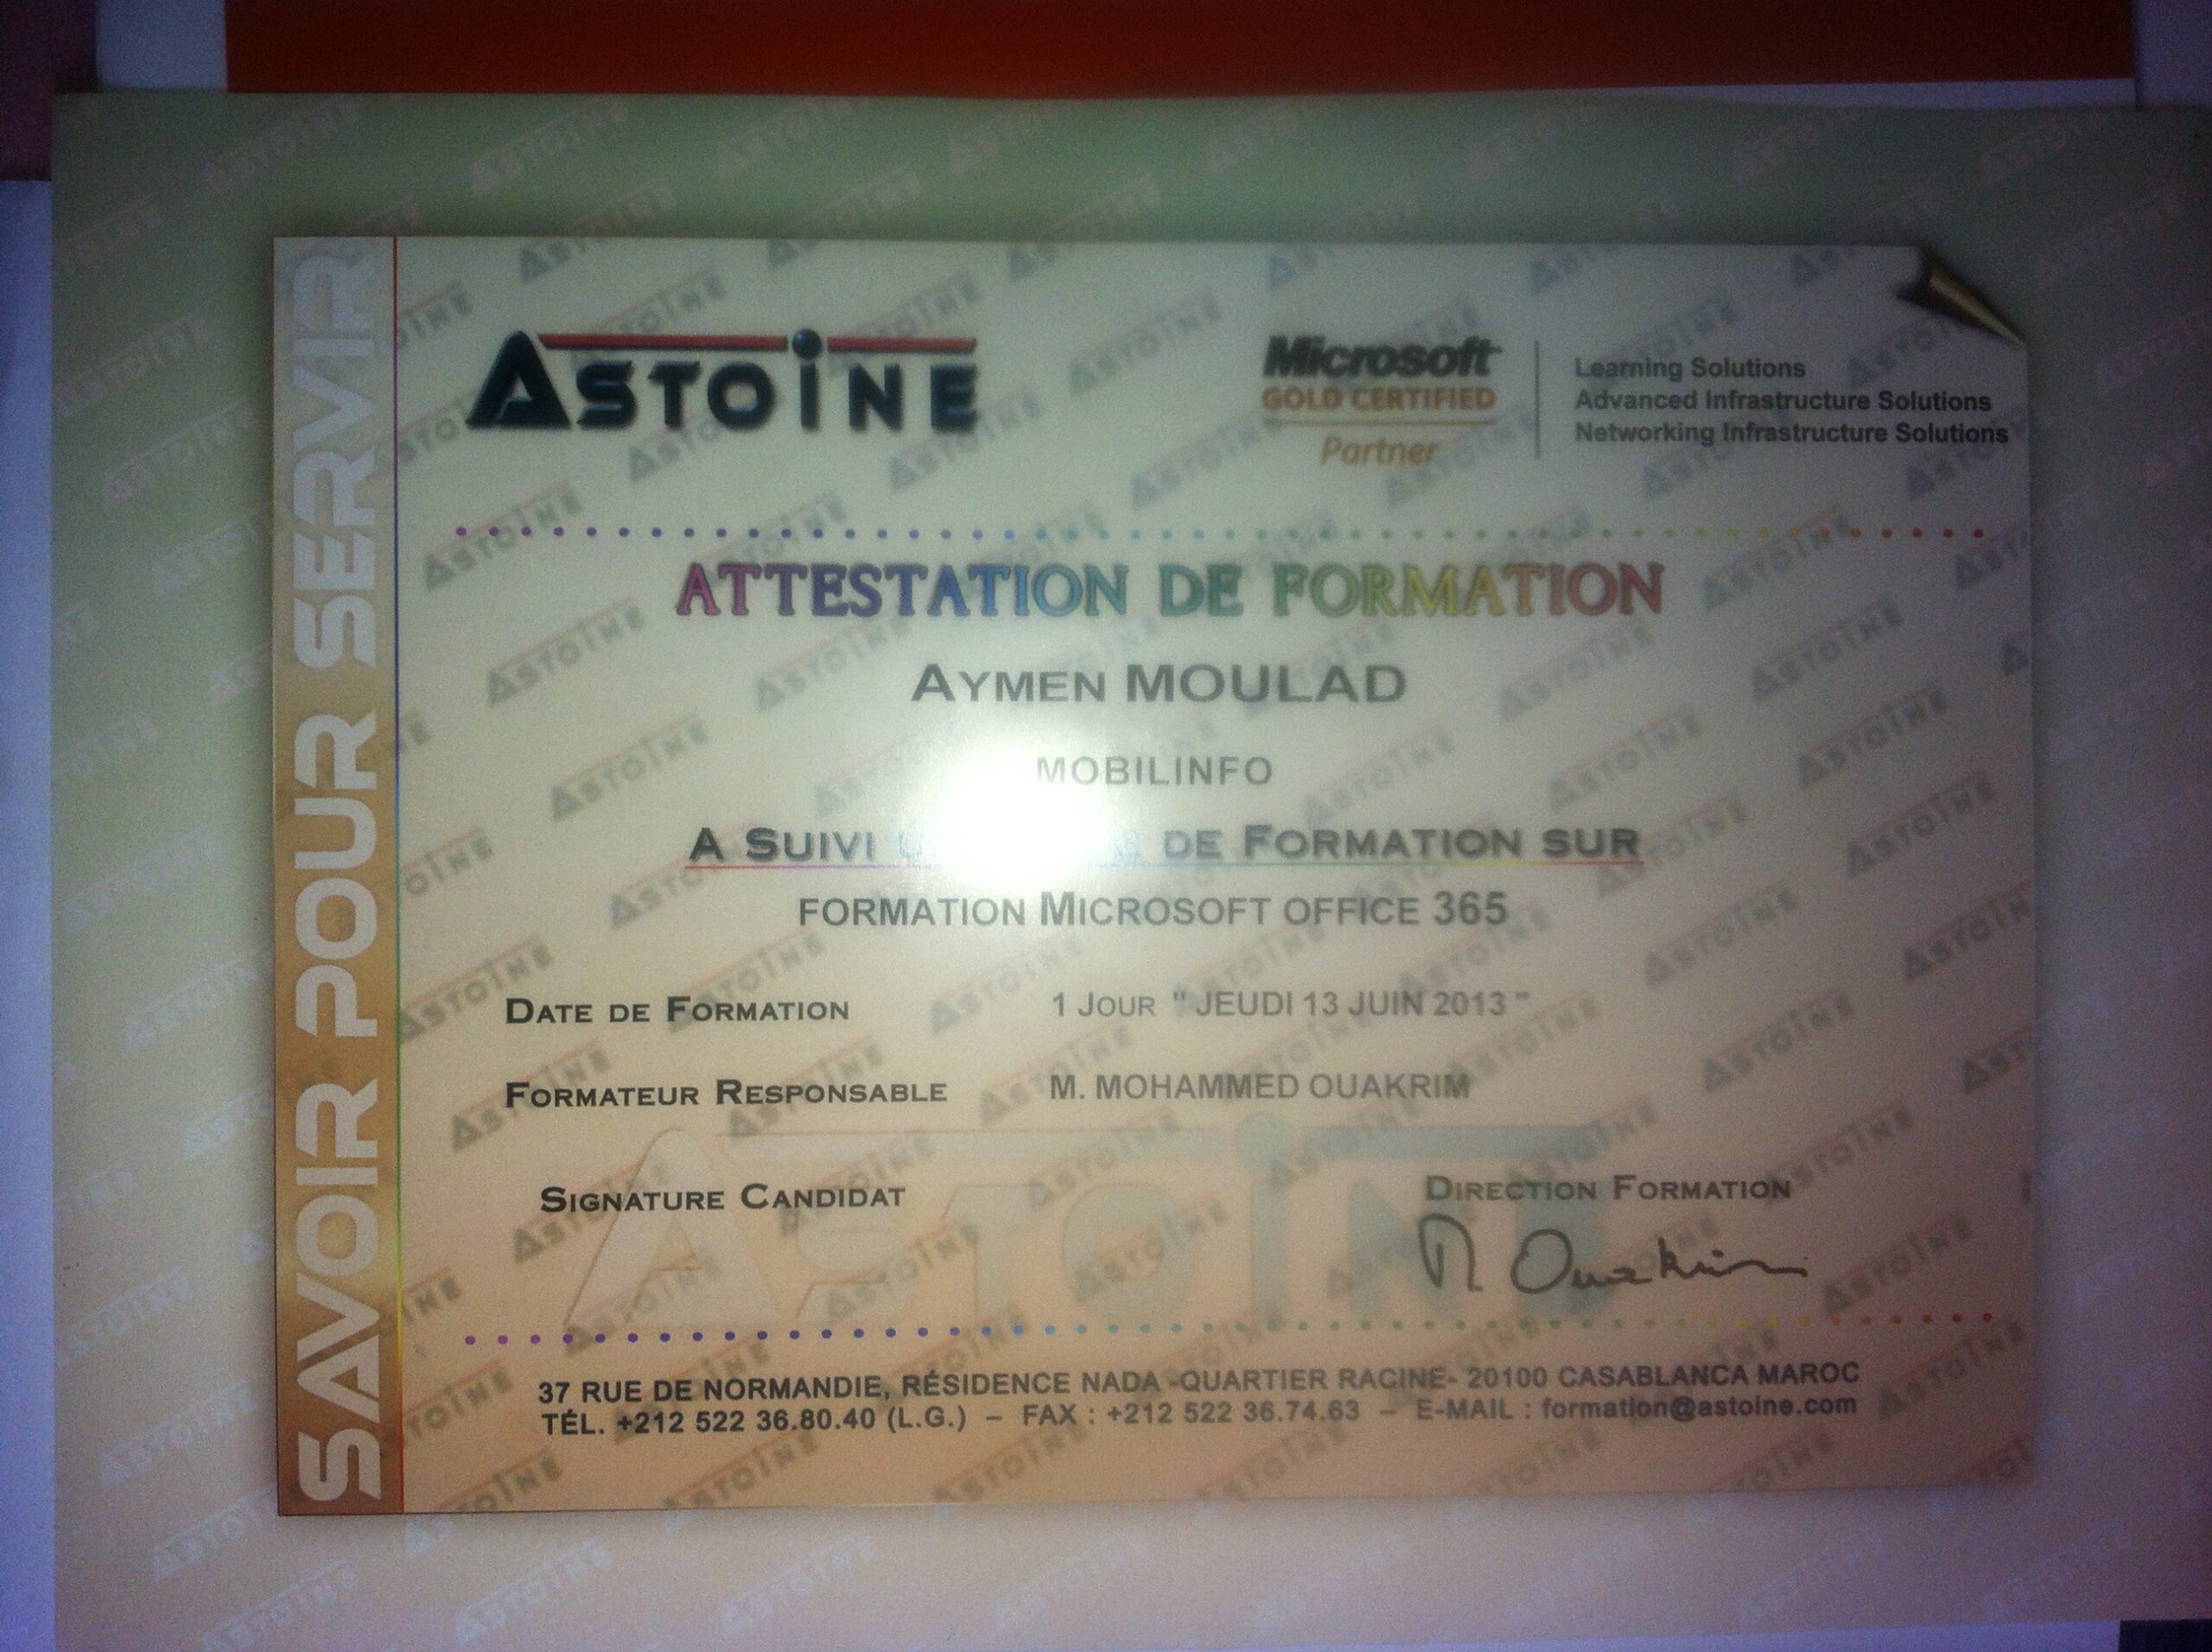 SAVOIR POUR SERVIR
ASTOINE
Microsoft
GOLD CERTIFIED
Partner
Learning Solutions
Advanced Infrastructure Solutions
Networking Infrastructure Solutions
ATTESTATION DE FORMATION
AYMEN MOULAD
MOBILINFO
A SUIVI DE FORMATION SUR
FORMATION MICROSOFT OFFICE 365
DATE DE FORMATION 1 JOUR " JEUDI 13 JUIN 2013 "
FORMATEUR RESPONSABLE M. MOHAMMED OUAKRIM
SIGNATURE CANDIDAT DIRECTION FORMATION
M Ouakrim
37 RUE DE NORMANDIE, RÉSIDENCE NADA -QUARTIER RACINE- 20100 CASABLANCA MAROC
TÉL. +212 522 36.80.40 (L.G.) – FAX : +212 522 36.74.63 – E-MAIL : formation@astoine.com